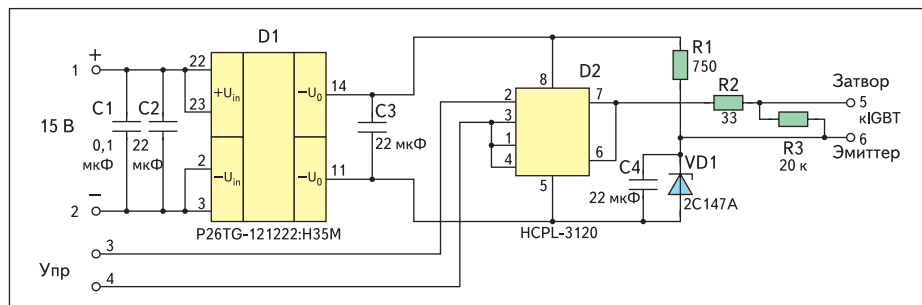 D1
+
1
22
+Uin
23
–U0
14
C1
C2
15 В
0,1
мкФ
22
мкФ
C3
22 мкФ
2
–Uin
3
–U0
11
–
2
P26TG-121222:H35M
Упр
3
4
8
D2
2
3
1
4
7
6
5
HCPL-3120
R1
750
R2
33
Затвор
5
кIGBT
6
Эмиттер
R3
20 к
C4
22 мкФ
VD1
2C147A